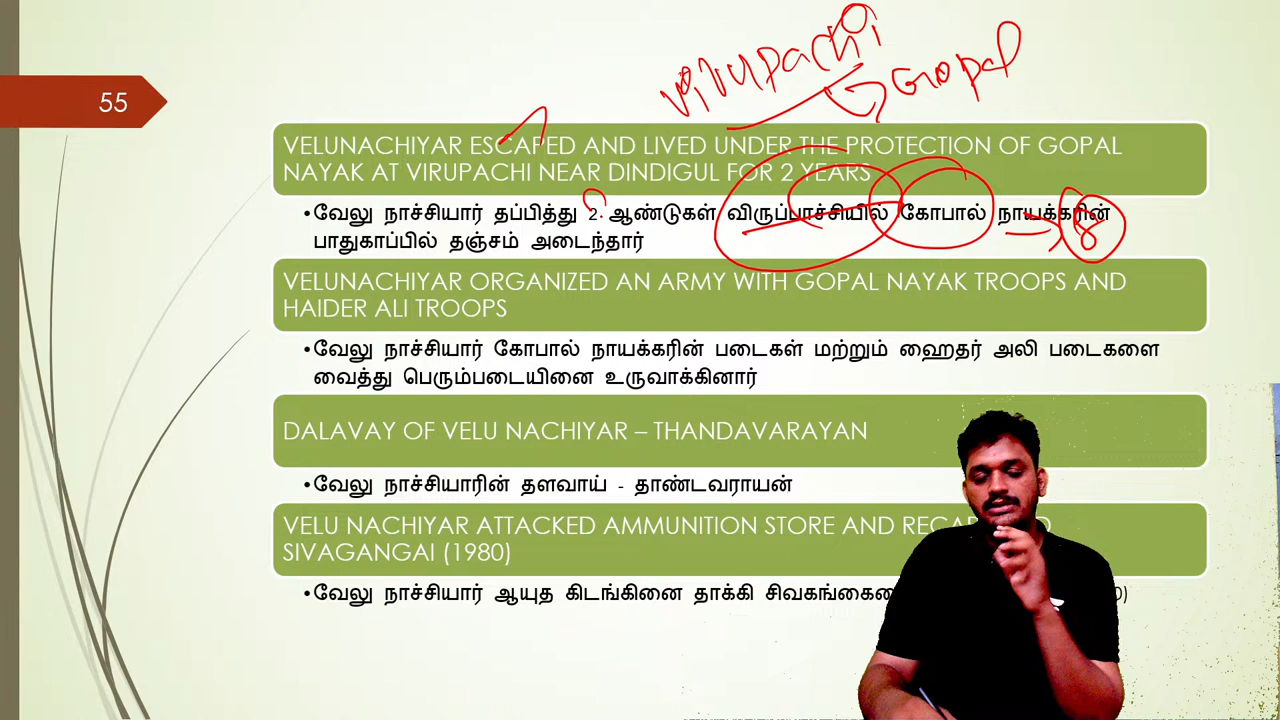 virupachi
Gopal
55
VELUNACHIYAR ESCAPED AND LIVED UNDER THE PROTECTION OF GOPAL
NAYAK AT VIRUPACHI NEAR DINDIGUL FOR 2 YEARS
•வேலு நாச்சியார் தப்பித்து 2 ஆண்டுகள் விருப்பாச்சியில் கோபால் நாயக்கரின்
பாதுகாப்பில் தஞ்சம் அடைந்தார்
8
VELUNACHIYAR ORGANIZED AN ARMY WITH GOPAL NAYAK TROOPS AND
HAIDER ALI TROOPS
•வேலு நாச்சியார் கோபால் நாயக்கரின் படைகள் மற்றும் ஹைதர் அலி படைகளை
வைத்து பெரும்படையினை உருவாக்கினார்
DALAVAY OF VELU NACHIYAR – THANDAVARAYAN
•வேலு நாச்சியாரின் தளவாய் - தாண்டவராயன்
VELU NACHIYAR ATTACKED AMMUNITION STORE AND
SIVAGANGAI (1980)
•வேலு நாச்சியார் ஆயுத கிடங்கினை தாக்கி